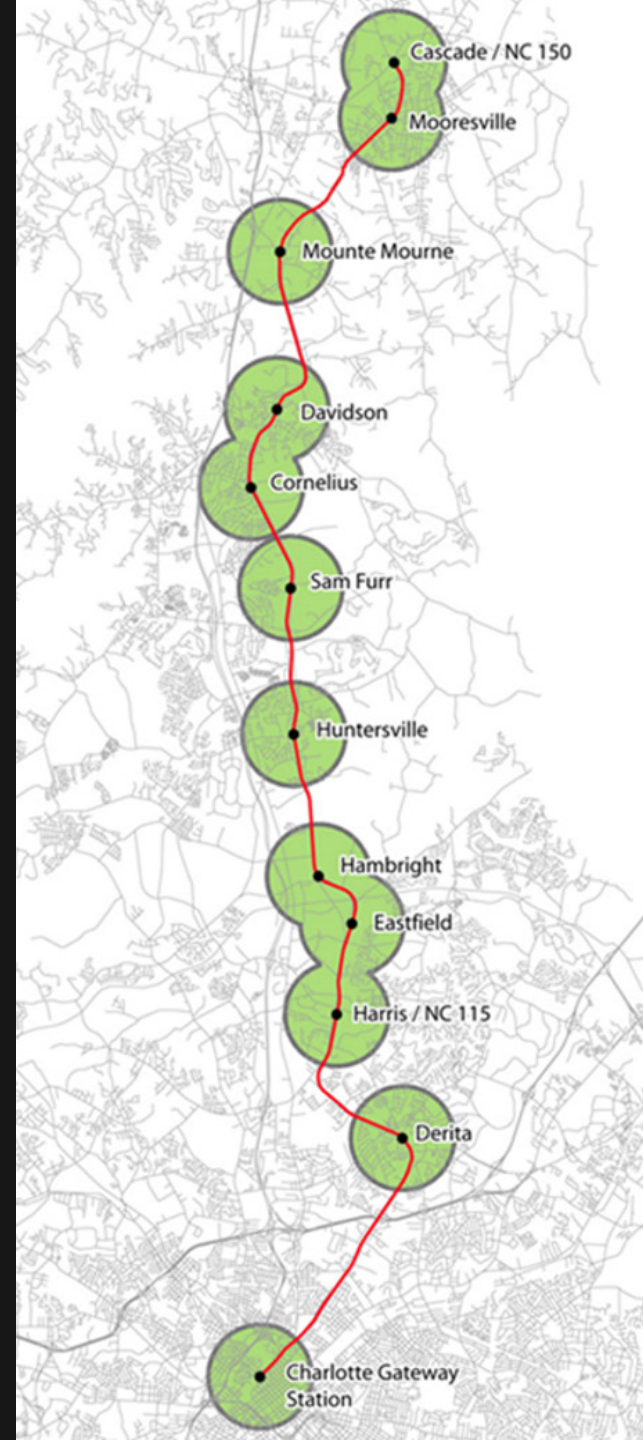 Cascade / NC 150
Mooresville
Mounte Mourne
Davidson
Cornelius
Sam Furr
Huntersville
Hambright
Eastfield
Harris / NC 115
Derita
Charlotte Gateway
Station